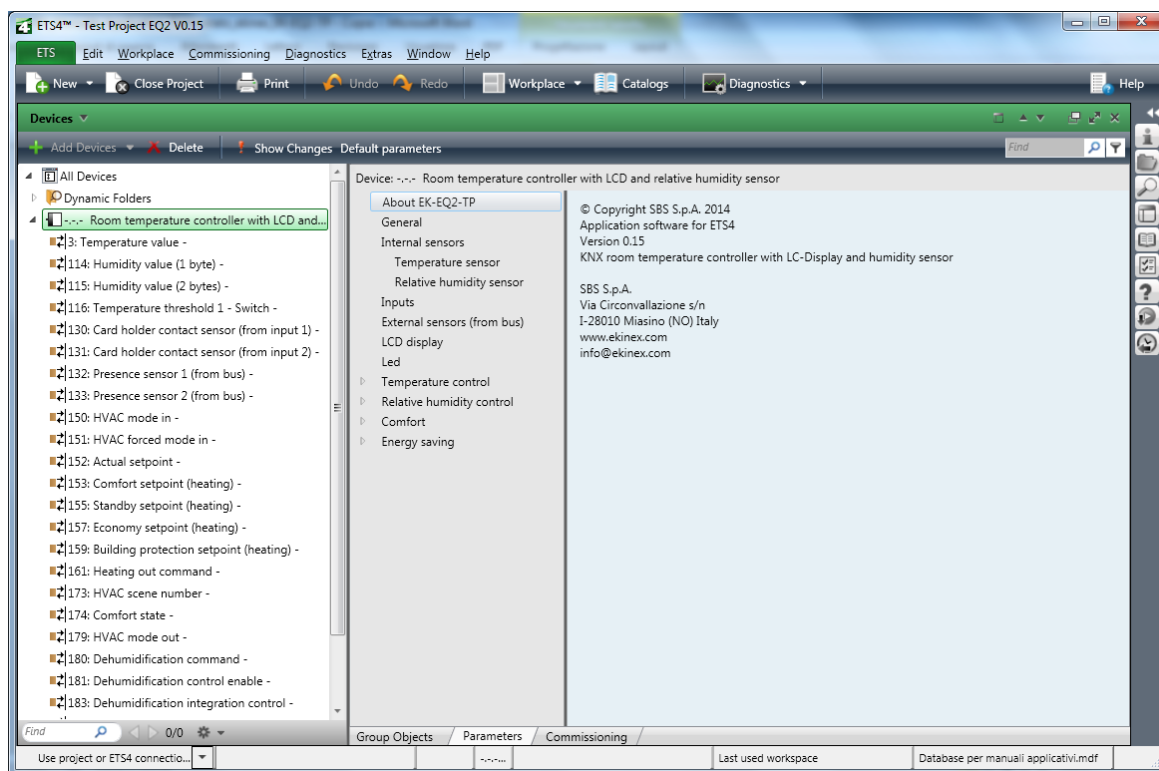 ETS4™ - Test Project EQ2 V0.15
ETS Edit Workplace Commissioning Diagnostics Extras Window Help
New Close Project Print Undo Redo Workplace Catalogs Diagnostics Help
Devices
Add Devices Delete Show Changes Default parameters Find
All Devices
Dynamic Folders
-.-.- Room temperature controller with LCD and...
3: Temperature value -
114: Humidity value (1 byte) -
115: Humidity value (2 bytes) -
116: Temperature threshold 1 - Switch -
130: Card holder contact sensor (from input 1) -
131: Card holder contact sensor (from input 2) -
132: Presence sensor 1 (from bus) -
133: Presence sensor 2 (from bus) -
150: HVAC mode in -
151: HVAC forced mode in -
152: Actual setpoint -
153: Comfort setpoint (heating) -
155: Standby setpoint (heating) -
157: Economy setpoint (heating) -
159: Building protection setpoint (heating) -
161: Heating out command -
173: HVAC scene number -
174: Comfort state -
179: HVAC mode out -
180: Dehumidification command -
181: Dehumidification control enable -
183: Dehumidification integration control -
Find 0/0
Device: -.-.- Room temperature controller with LCD and relative humidity sensor
About EK-EQ2-TP
General
Internal sensors
Temperature sensor
Relative humidity sensor
Inputs
External sensors (from bus)
LCD display
Led
Temperature control
Relative humidity control
Comfort
Energy saving
© Copyright SBS S.p.A. 2014
Application software for ETS4
Version 0.15
KNX room temperature controller with LC-Display and humidity sensor
SBS S.p.A.
Via Circonvallazione s/n
I-28010 Miasino (NO) Italy
www.ekinex.com
info@ekinex.com
Group Objects Parameters Commissioning
Use project or ETS4 connectio... -.-.-... Last used workspace Database per manuali applicativi.mdf